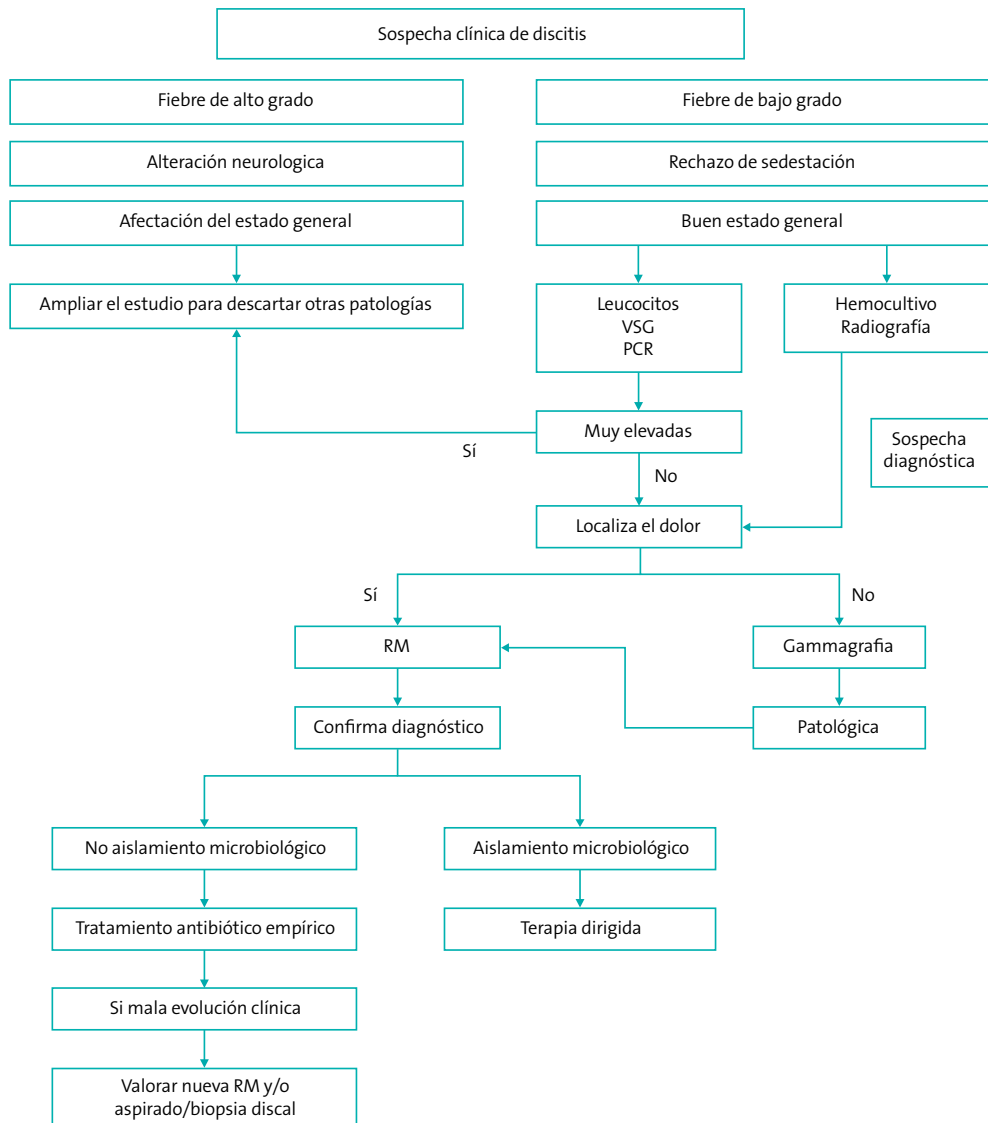 Sospecha clínica de discitis
Fiebre de alto grado
Fiebre de bajo grado
Alteración neurologica
Rechazo de sedestación
Afectación del estado general
Buen estado general
Ampliar el estudio para descartar otras patologías
Leucocitos
VSG
PCR
Hemocultivo
Radiografía
Muy elevadas
Sí
No
Sospecha
diagnóstica
Localiza el dolor
Sí
No
RM
Gammagrafia
Confirma diagnóstico
Patológica
No aislamiento microbiológico
Aislamiento microbiológico
Tratamiento antibiótico empírico
Terapia dirigida
Si mala evolución clínica
Valorar nueva RM y/o
aspirado/biopsia discal